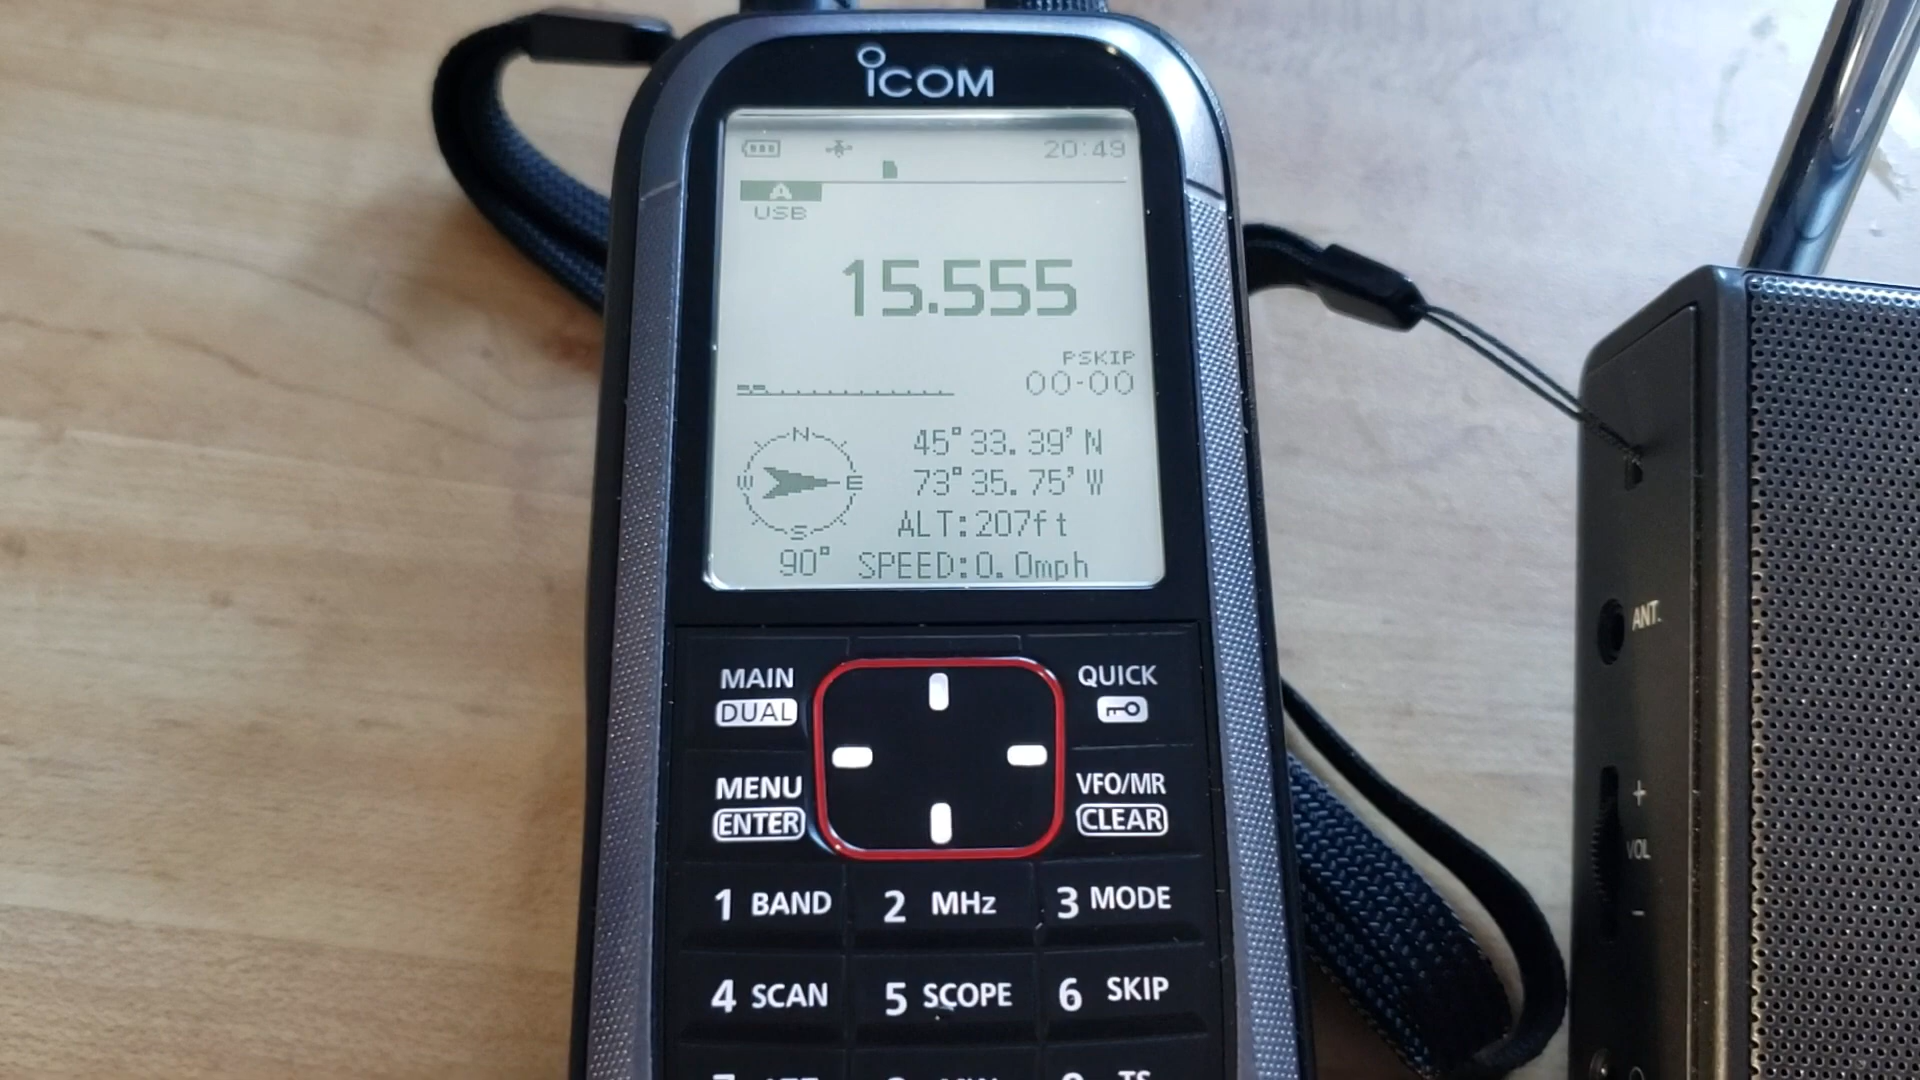 iCOM
20:49
A
USB
15.555
PSKIP
00-00
N
W E
S
45°33.39'N
73°35.75'W
ALT:207ft
90° SPEED:0.0mph
MAIN
DUAL
QUICK
MENU
ENTER
VFO/MR
CLEAR
1 BAND 2 MHz 3 MODE
4 SCAN 5 SCOPE 6 SKIP
TS
ANT.
+
VOL
-